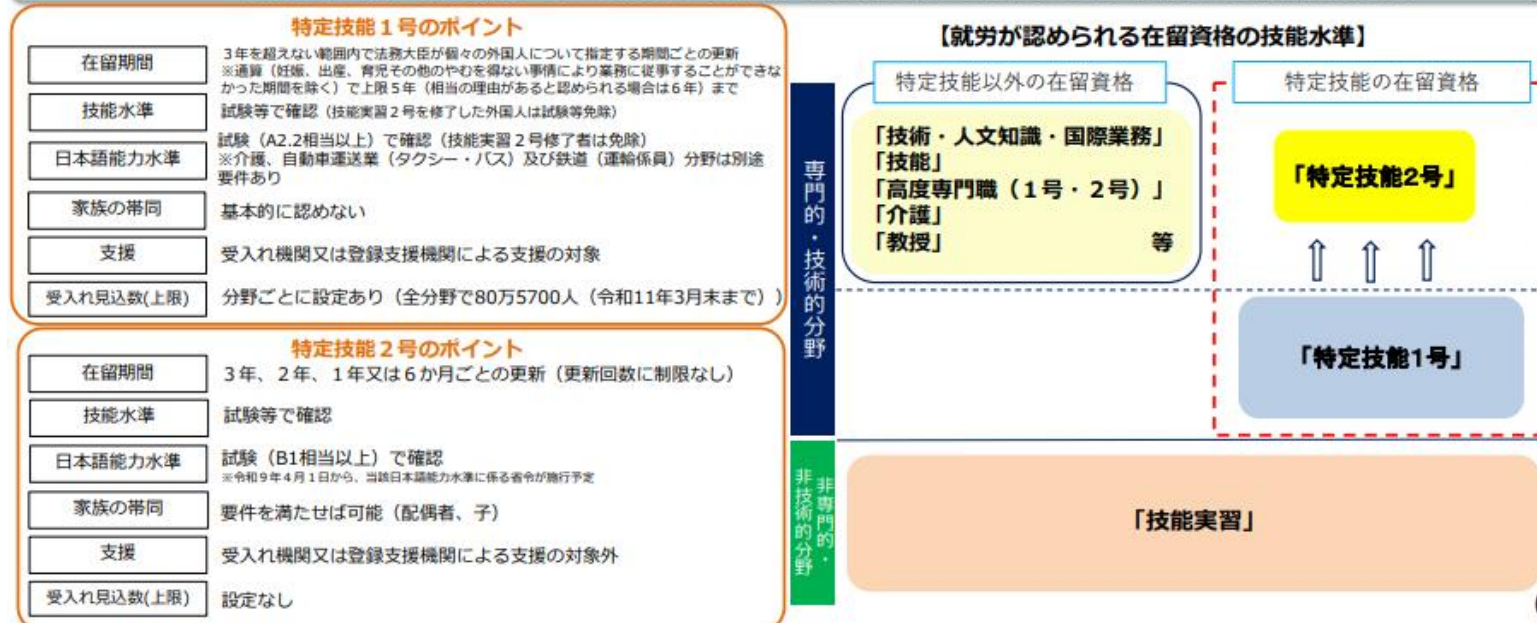 特定技能1号のポイント
在留期間
3年を超えない範囲内で法務大臣が個々の外国人について指定する期間ごとの更新
※通算（妊娠、出産、育児その他のやむを得ない事情により業務に従事することができな
かった期間を除く）で上限5年（相当の理由があると認められる場合は6年）まで
技能水準
試験等で確認（技能実習2号を修了した外国人は試験等免除）
日本語能力水準
試験（A2.2相当以上）で確認（技能実習2号修了者は免除）
※介護、自動車運送業（タクシー・バス）及び鉄道（運輸係員）分野は別途
要件あり
家族の帯同
基本的に認めない
支援
受入れ機関又は登録支援機関による支援の対象
受入れ見込数(上限)
分野ごとに設定あり（全分野で80万5700人（令和11年3月末まで））
特定技能2号のポイント
在留期間
3年、2年、1年又は6か月ごとの更新（更新回数に制限なし）
技能水準
試験等で確認
日本語能力水準
試験（B1相当以上）で確認
※令和9年4月1日から、当該日本語能力水準に係る省令が施行予定
家族の帯同
要件を満たせば可能（配偶者、子）
支援
受入れ機関又は登録支援機関による支援の対象外
受入れ見込数(上限)
設定なし
【就労が認められる在留資格の技能水準】
特定技能以外の在留資格
特定技能の在留資格
専門的・技術的分野
「技術・人文知識・国際業務」
「技能」
「高度専門職（1号・2号）」
「介護」
「教授」 等
「特定技能2号」
「特定技能1号」
非専門的・
非技術的分野
「技能実習」